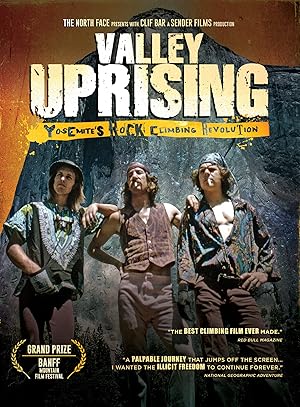 THE NORTH FACE PRESENTS WITH CLIF BAR & SENDER FILMS PRODUCTION
VALLEY
UPRISING
YOSEMITE'S ROCK CLIMBING REVOLUTION
"THE BEST CLIMBING FILM EVER MADE."
RED BULL MAGAZINE
GRAND PRIZE
BANFF
MOUNTAIN
FILM FESTIVAL
"A PALPABLE JOURNEY THAT JUMPS OFF THE SCREEN...
I WANTED THE ILLICIT FREEDOM TO CONTINUE FOREVER."
NATIONAL GEOGRAPHIC ADVENTURE